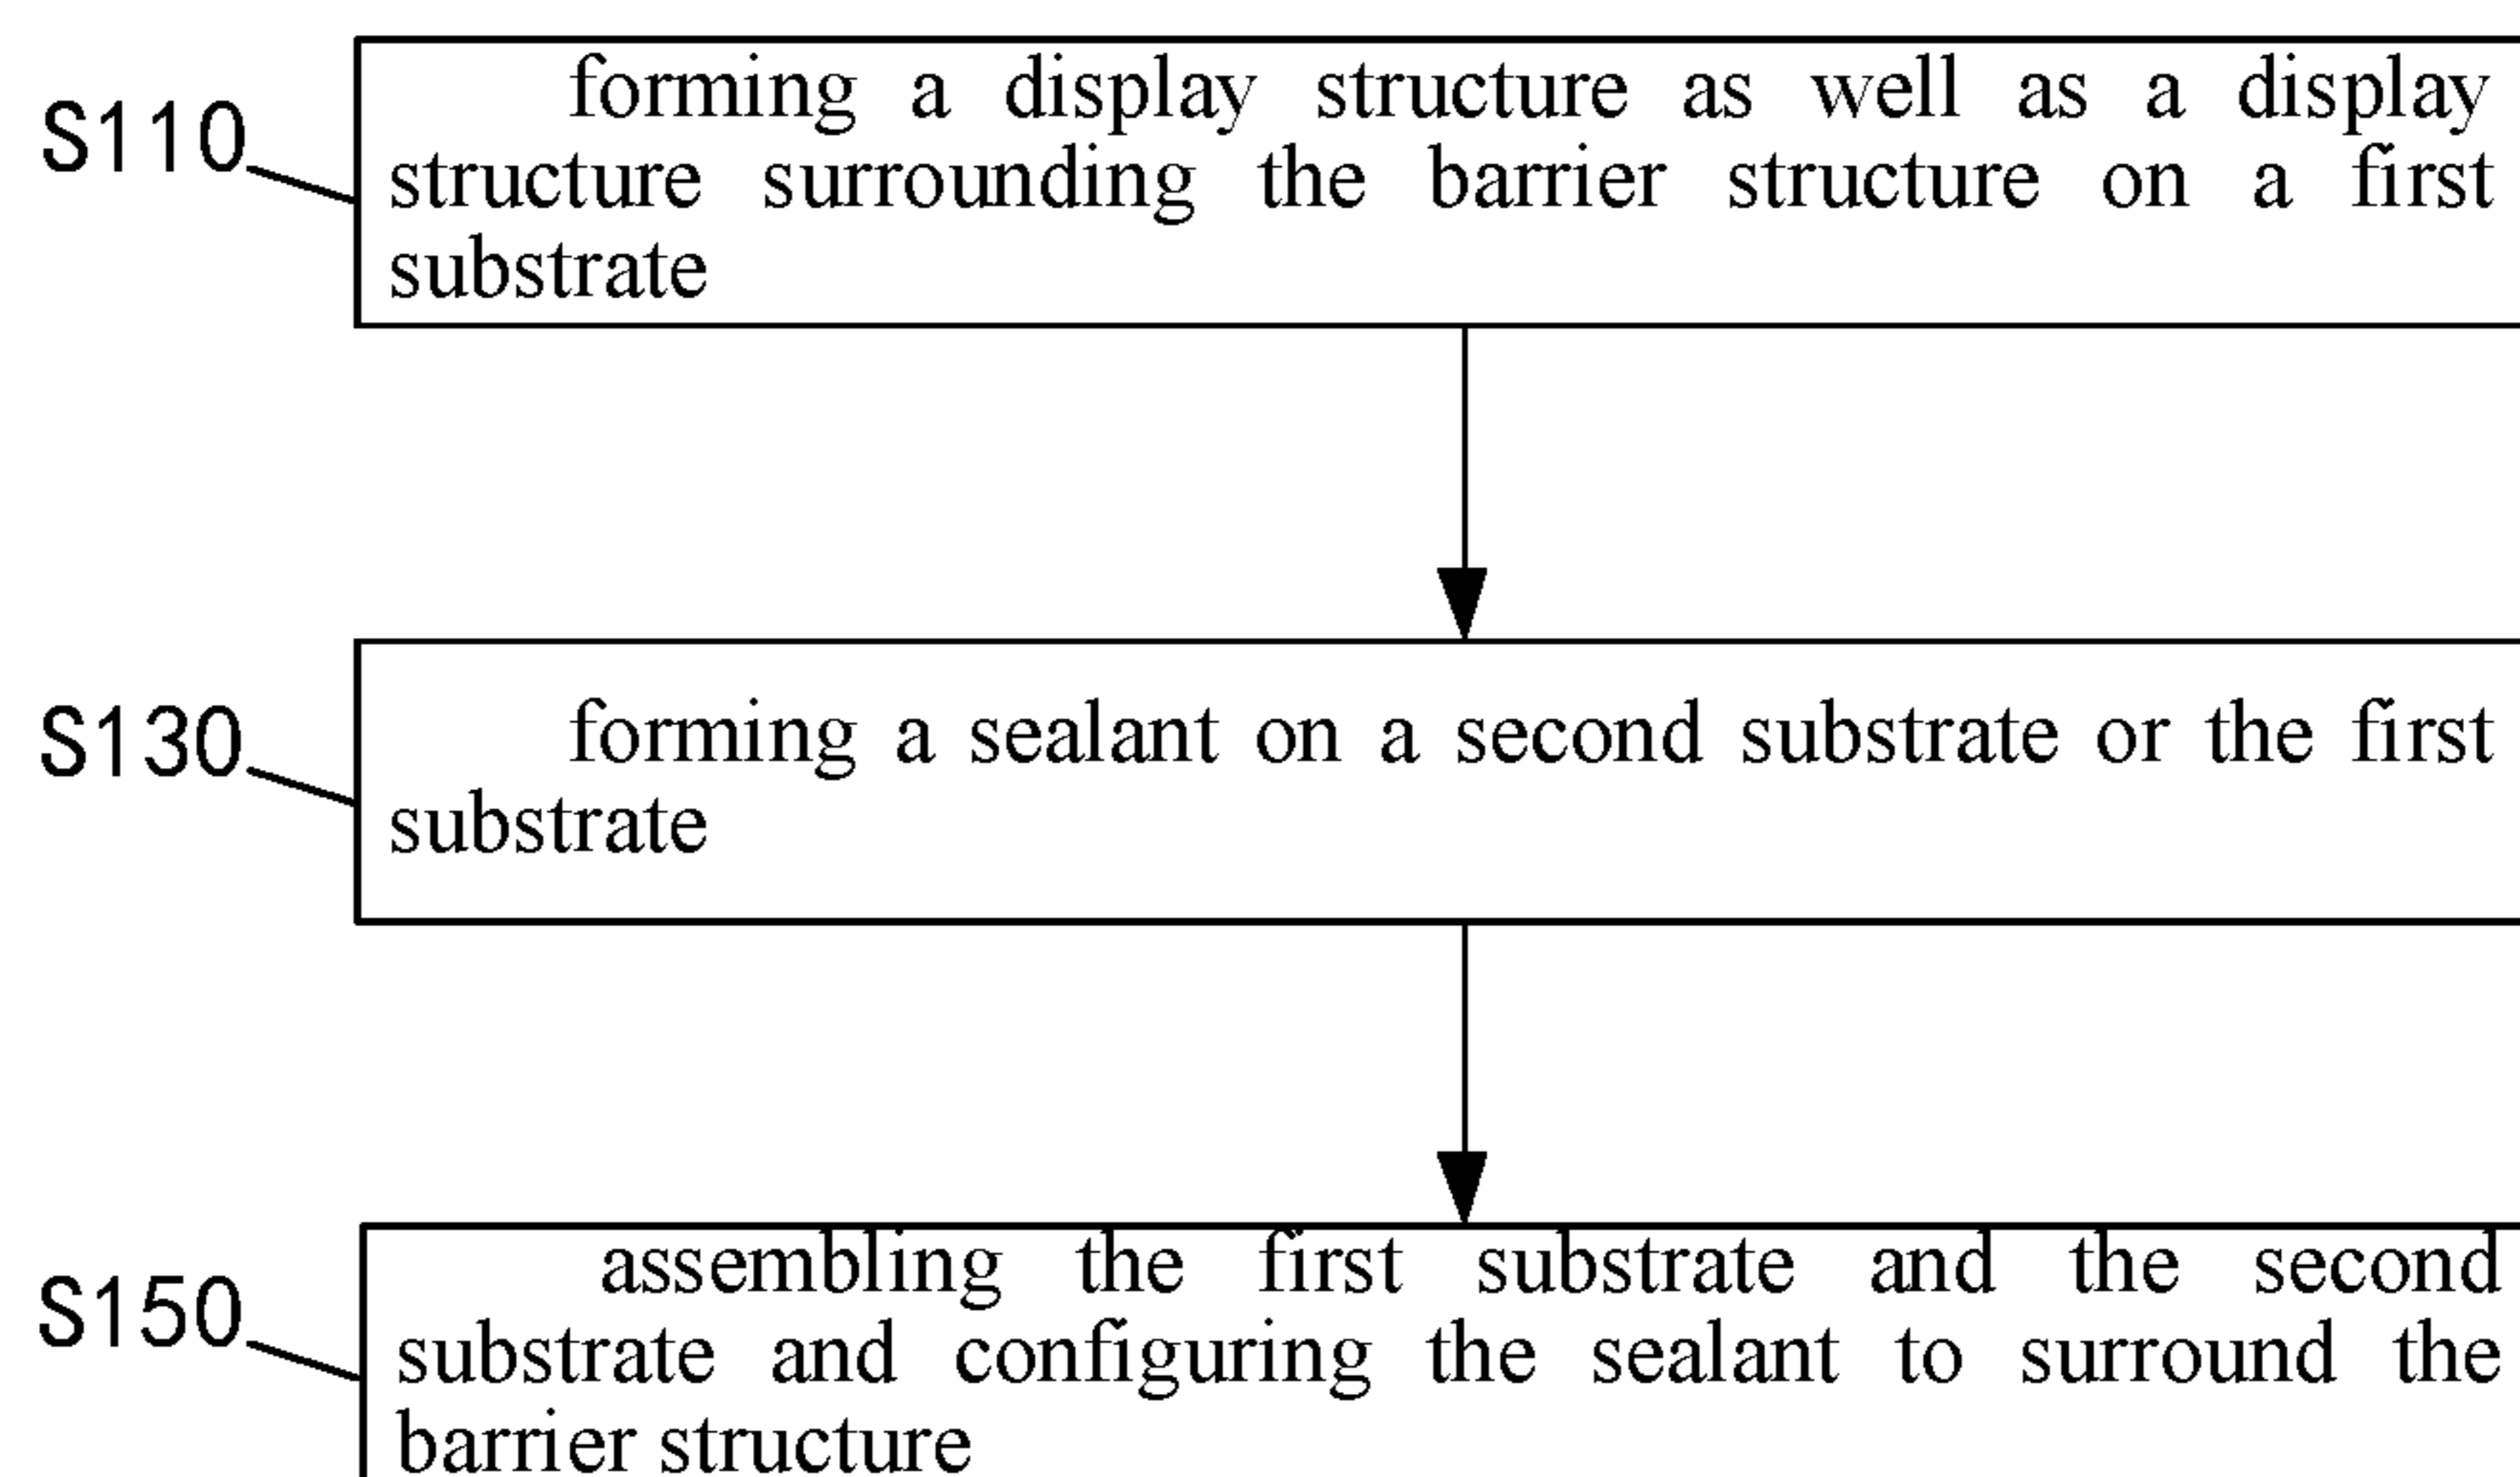 S110
forming a display structure as well as a display
structure surrounding the barrier structure on a first
substrate
S130
forming a sealant on a second substrate or the first
substrate
S150
assembling the first substrate and the second
substrate and configuring the sealant to surround the
barrier structure